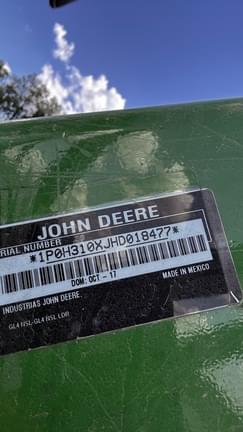 JOHN DEERE
SERIAL NUMBER
*1P0H310XJHD018477*
DOM: OCT - 17
MADE IN MEXICO
INDUSTRIAS JOHN DEERE.